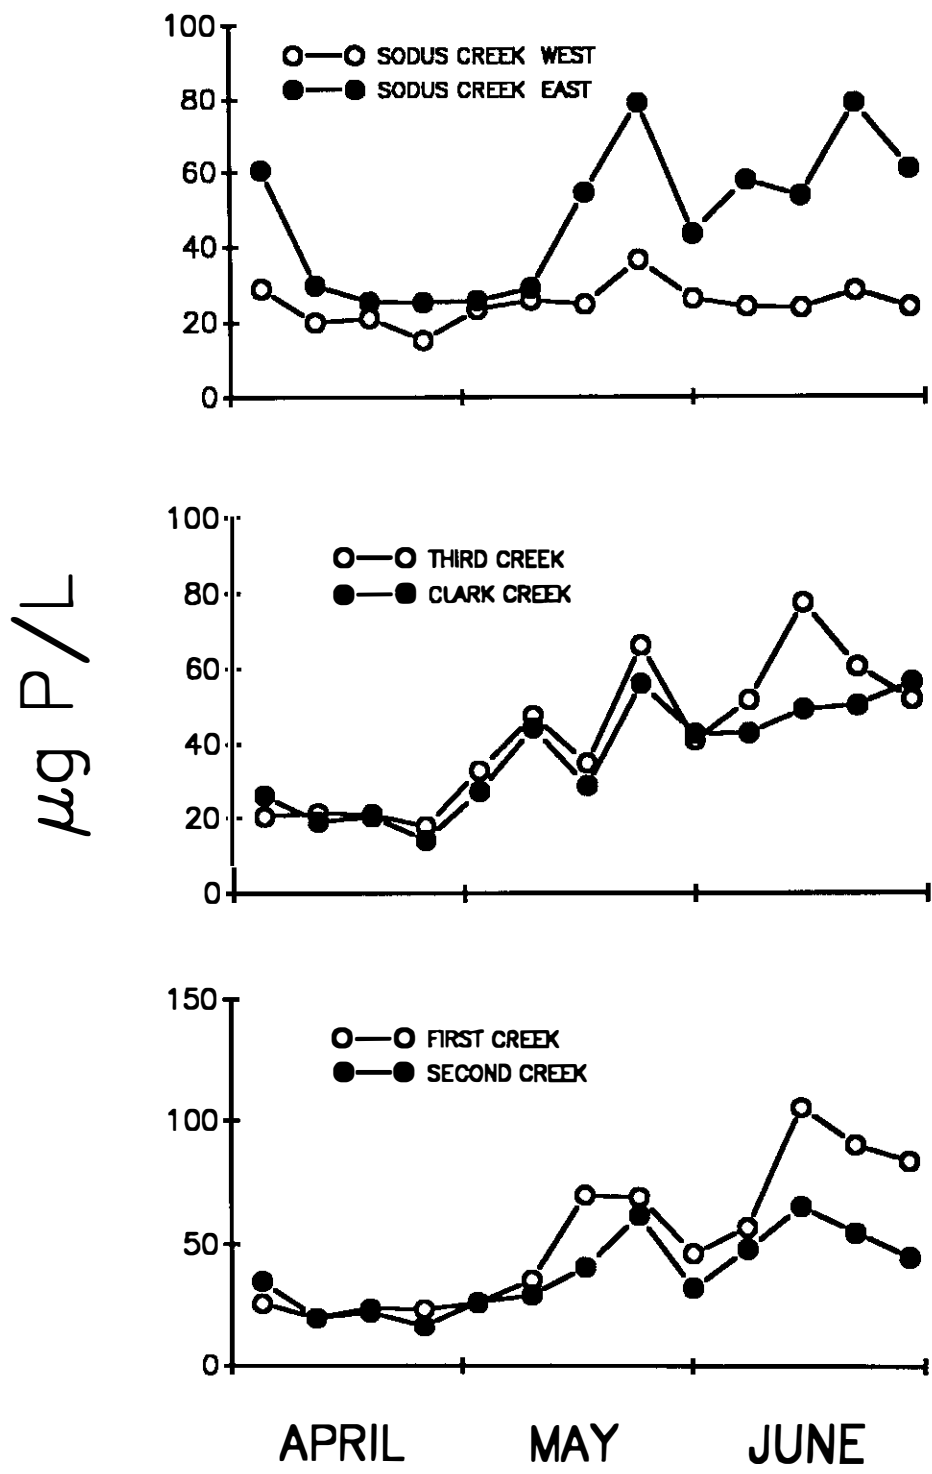 100
SODUS CREEK WEST
SODUS CREEK EAST
80
60
40
20
0
µg P/L
100
THIRD CREEK
CLARK CREEK
80
60
40
20
0
150
FIRST CREEK
SECOND CREEK
100
50
0
APRIL MAY JUNE